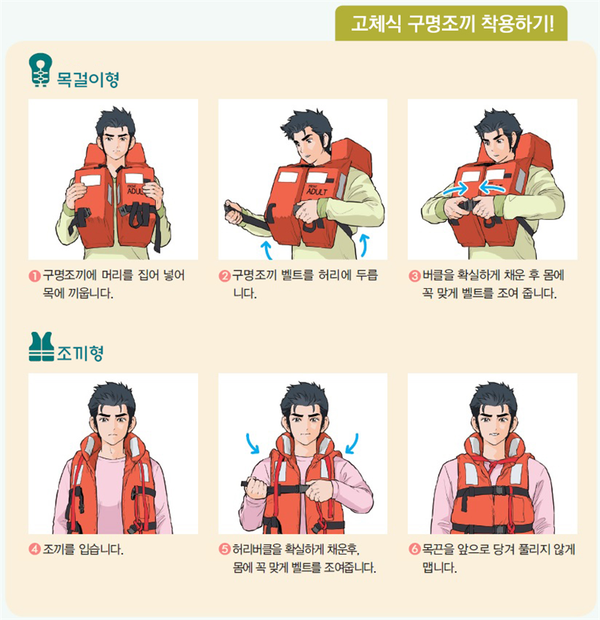 고체식 구명조끼 착용하기!
목걸이형
ADULT
ADULT
1 구명조끼에 머리를 집어 넣어
목에 끼웁니다.
2 구명조끼 벨트를 허리에 두릅
니다.
3 버클을 확실하게 채운 후 몸에
꼭 맞게 벨트를 조여 줍니다.
조끼형
4 조끼를 입습니다.
5 허리버클을 확실하게 채운후,
몸에 꼭 맞게 벨트를 조여줍니다.
6 목끈을 앞으로 당겨 풀리지 않게
맵니다.